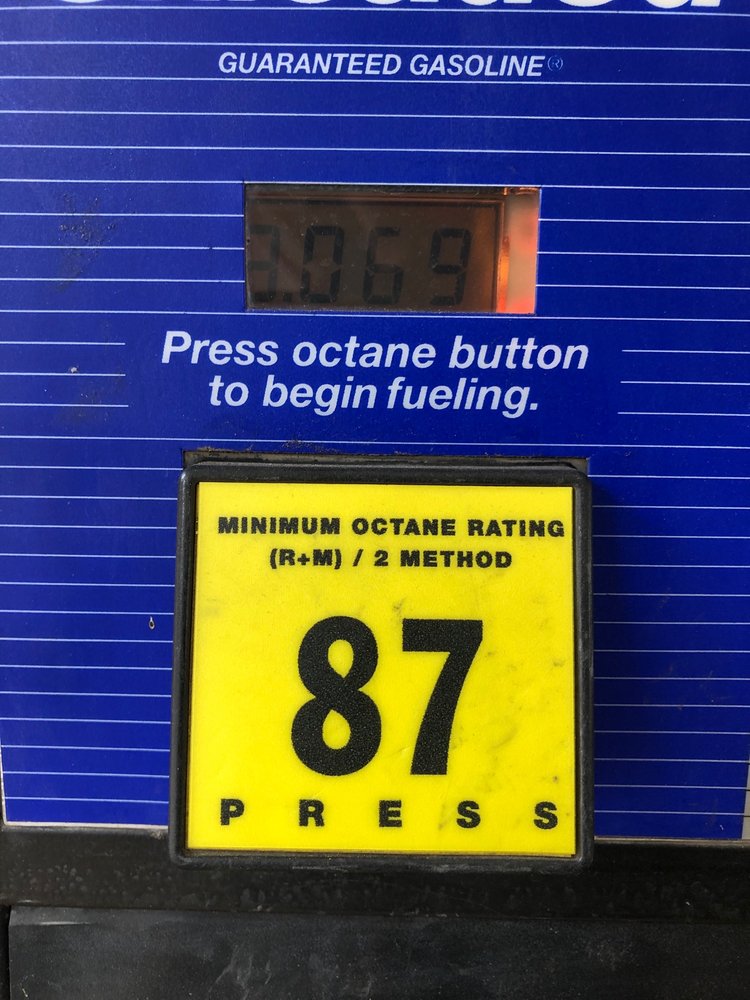 GUARANTEED GASOLINE®
3.069
Press octane button
to begin fueling.
MINIMUM OCTANE RATING
(R+M) / 2 METHOD
87
PRESS